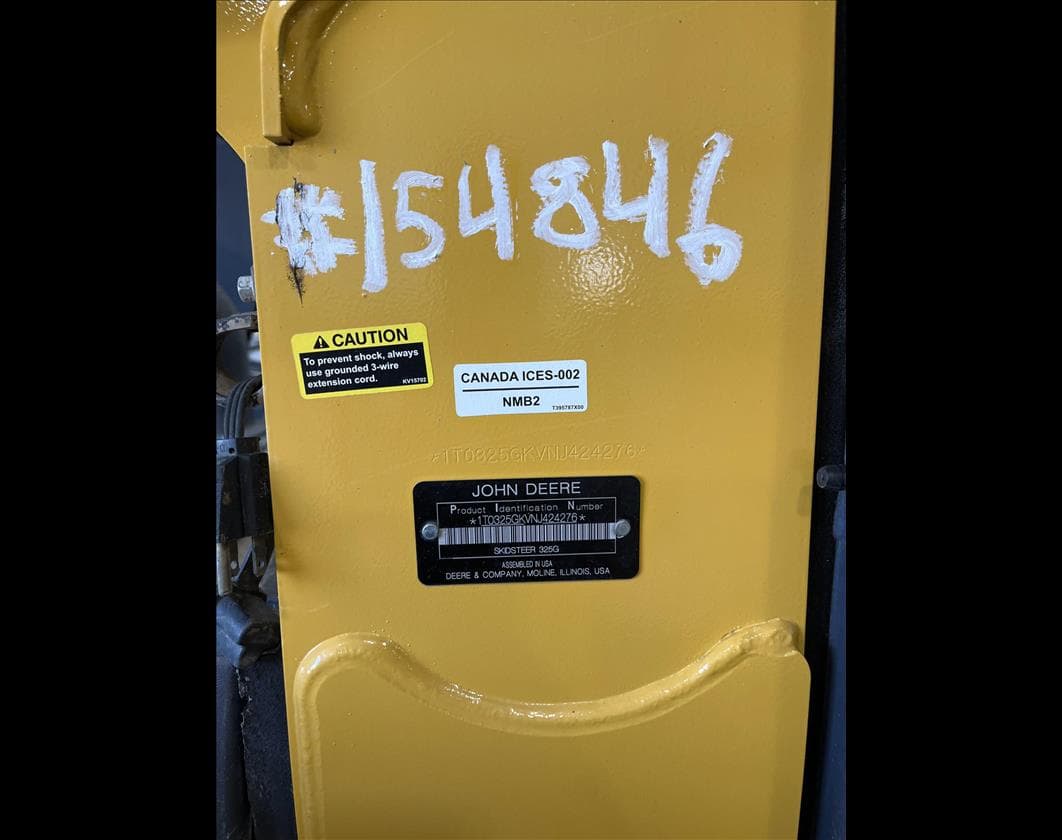 #154846
CAUTION
To prevent shock, always
use grounded 3-wire
extension cord.
KV15702
CANADA ICES-002
NMB2
T395787X00
*1T0325GKVNJ424276*
JOHN DEERE
Product Identification Number
*1T0325GKVNJ424276*
SKIDSTEER 325G
ASSEMBLED IN USA
DEERE & COMPANY, MOLINE, ILLINOIS, USA